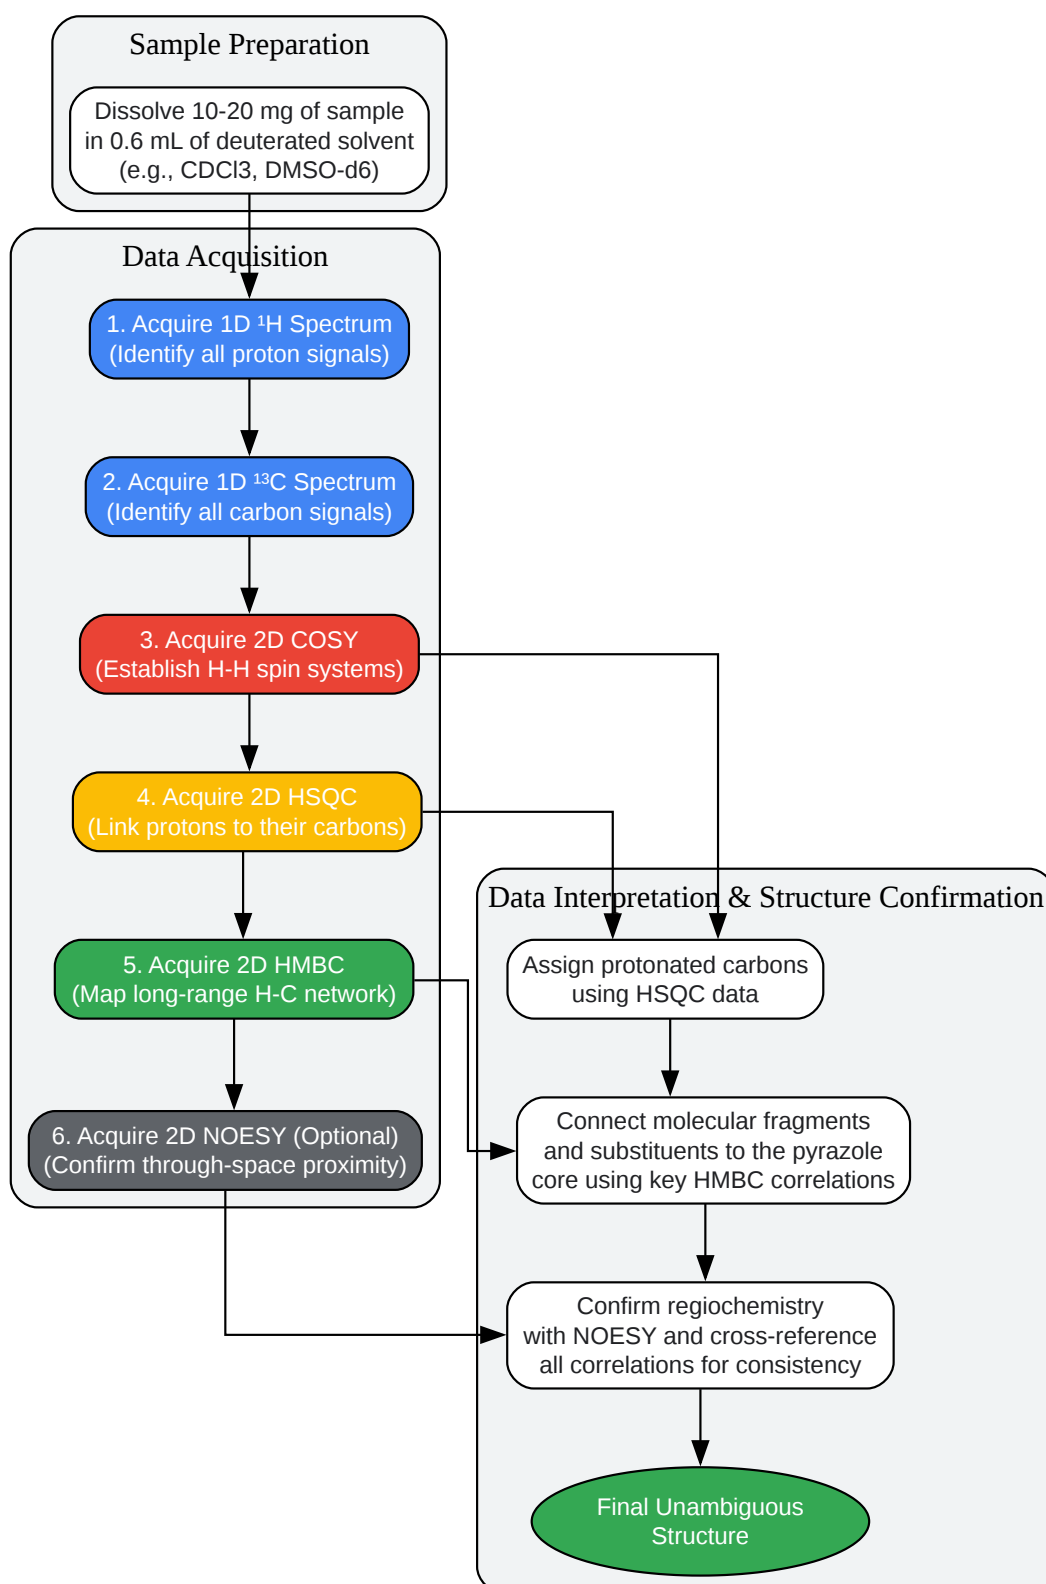 Sample Preparation
Dissolve 10-20 mg of sample
in 0.6 mL of deuterated solvent
(e.g., CDCl3, DMSO-d6)
Data Acquisition
1. Acquire 1D ¹H Spectrum
(Identify all proton signals)
2. Acquire 1D ¹³C Spectrum
(Identify all carbon signals)
3. Acquire 2D COSY
(Establish H-H spin systems)
4. Acquire 2D HSQC
(Link protons to their carbons)
5. Acquire 2D HMBC
(Map long-range H-C network)
6. Acquire 2D NOESY (Optional)
(Confirm through-space proximity)
Data Interpretation & Structure Confirmation
Assign protonated carbons
using HSQC data
Connect molecular fragments
and substituents to the pyrazole
core using key HMBC correlations
Confirm regiochemistry
with NOESY and cross-reference
all correlations for consistency
Final Unambiguous
Structure